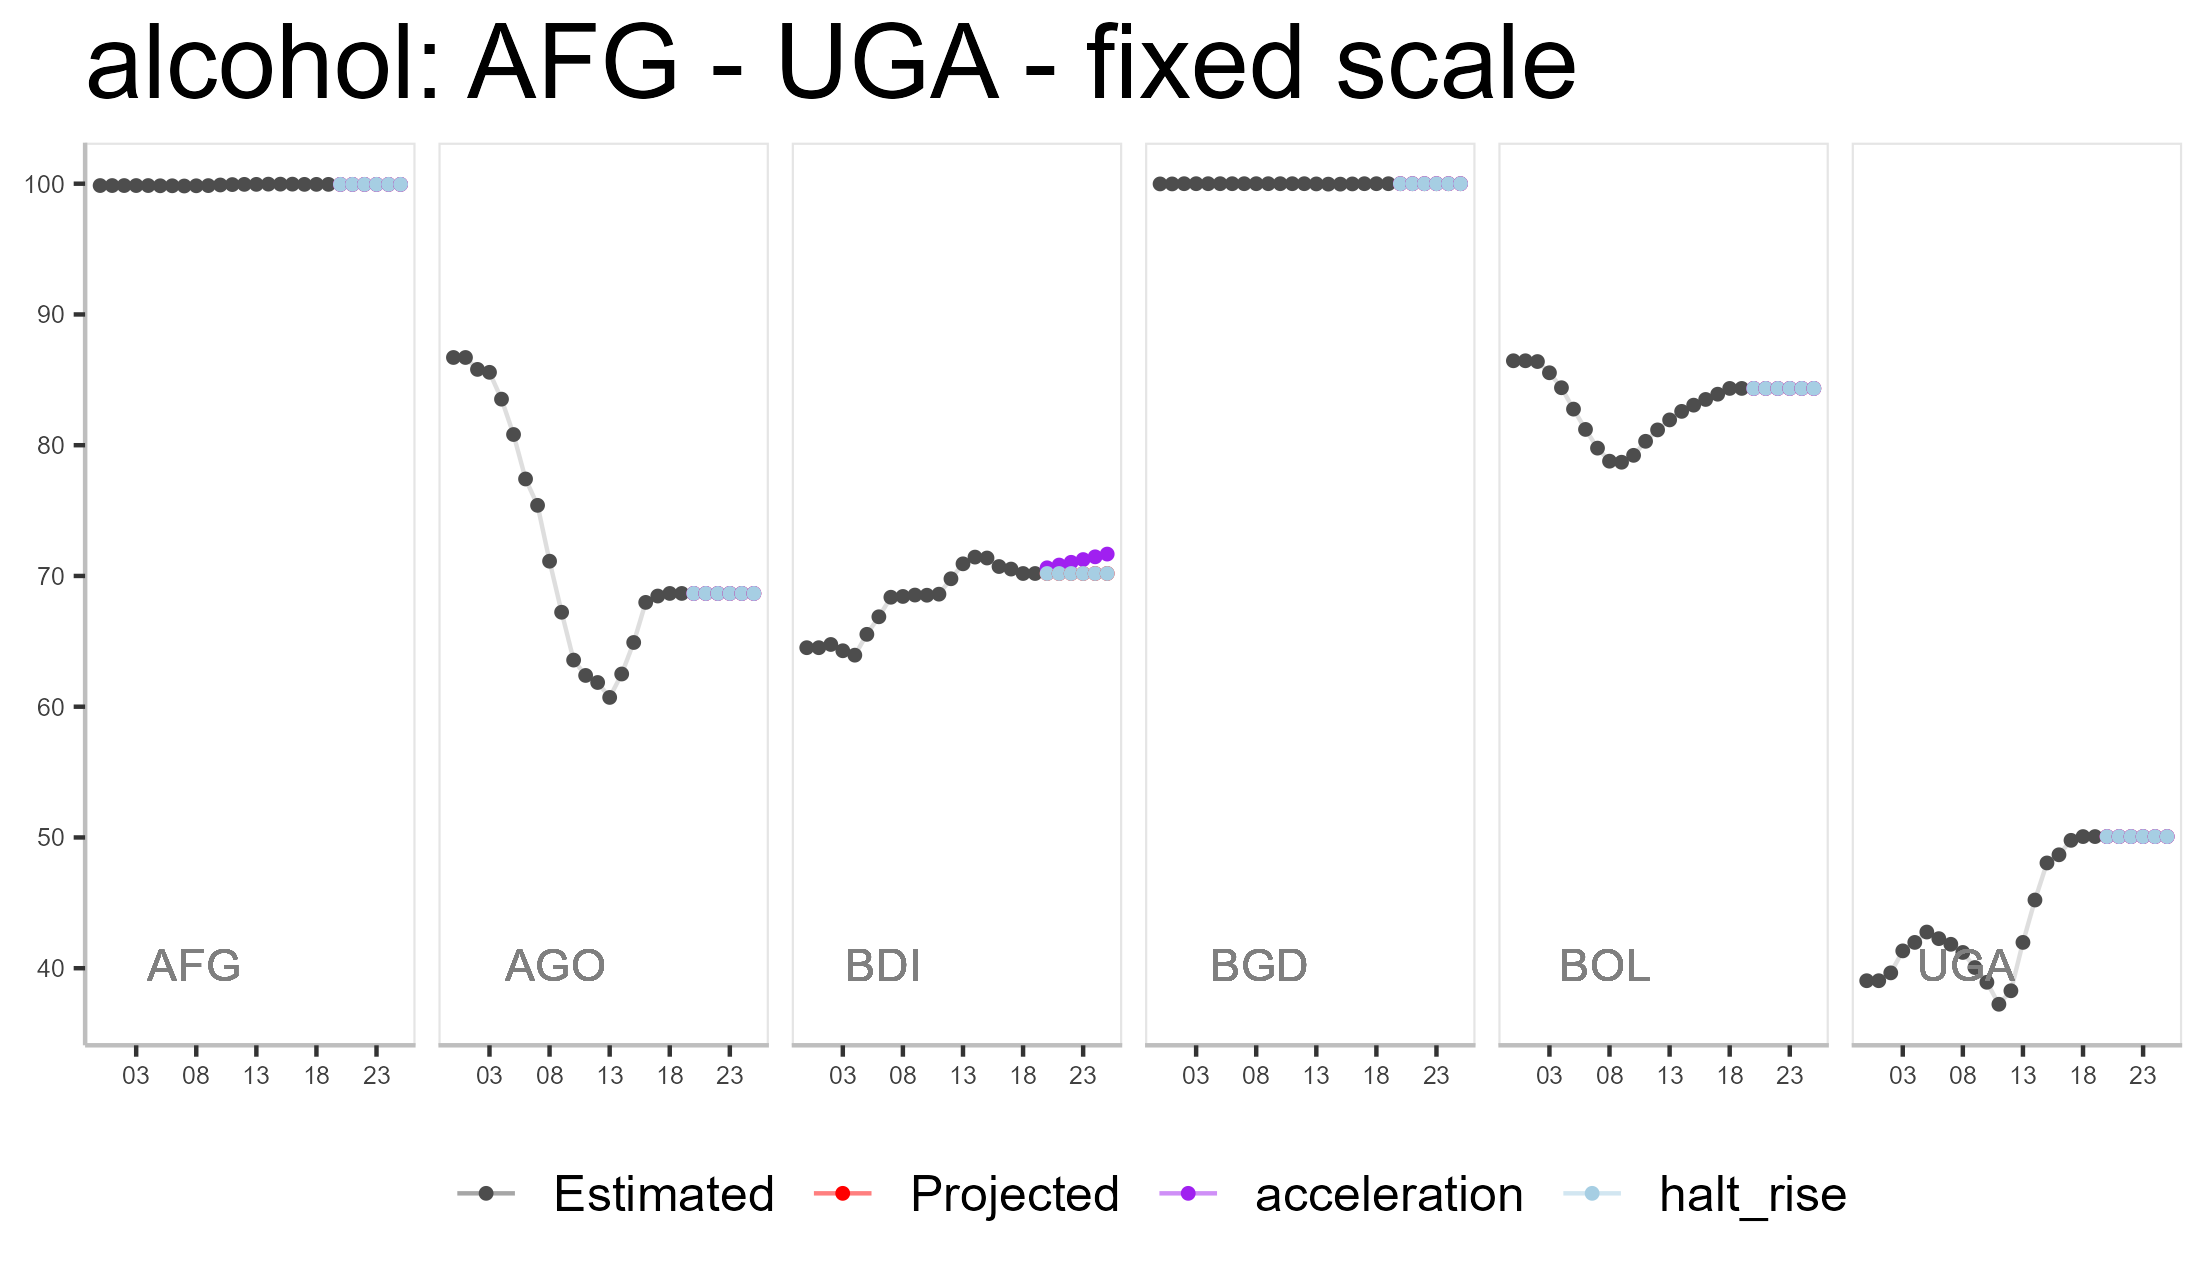 alcohol: AFG - UGA - fixed scale
100
90
80
70
60
50
40
AFG
AGO
BDI
BGD
BOL
UGA
03 08 13 18 23 03 08 13 18 23 03 08 13 18 23 03 08 13 18 23 03 08 13 18 23 03 08 13 18 23
Estimated Projected acceleration halt_rise